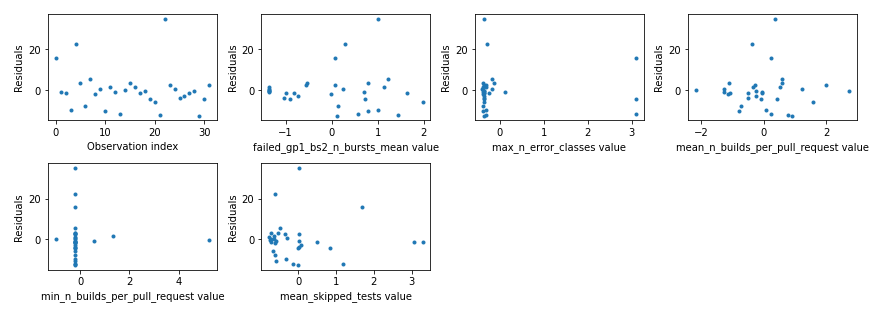 Residuals
20
0
0
10
20
30
Observation index
Residuals
20
0
−1
0
1
2
failed_gp1_bs2_n_bursts_mean value
Residuals
20
0
0
1
2
3
max_n_error_classes value
Residuals
20
0
−2
0
2
mean_n_builds_per_pull_request value
Residuals
20
0
0
2
4
min_n_builds_per_pull_request value
Residuals
20
0
0
1
2
3
mean_skipped_tests value